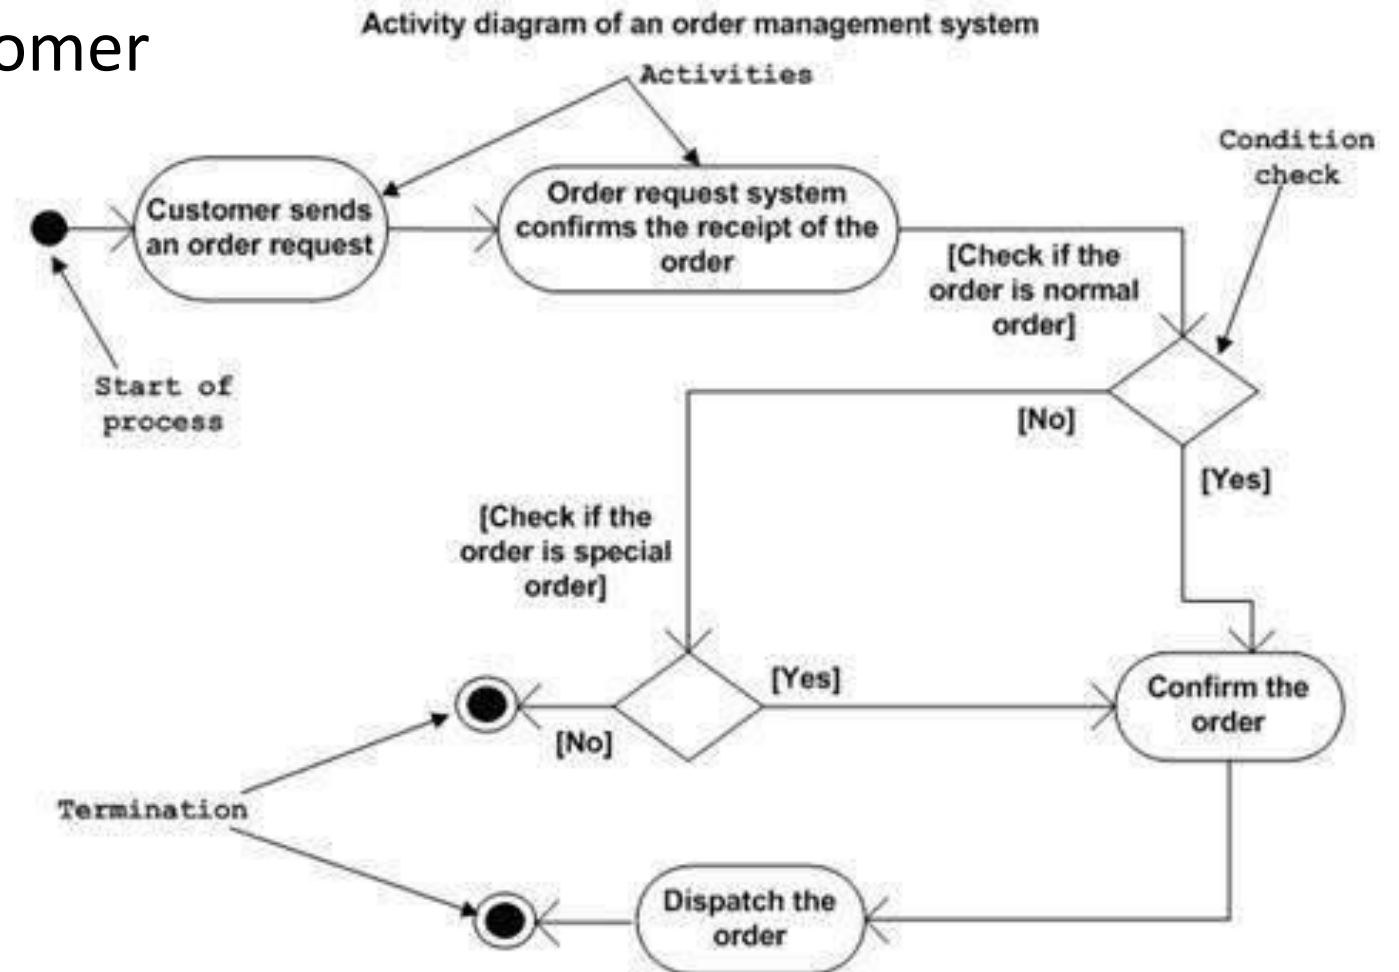 omer
Activity diagram of an order management system
Activities
Condition
check
Customer sends
an order request
Order request system
confirms the receipt of the
order
[Check if the
order is normal
order]
Start of
process
[No]
[Yes]
[Check if the
order is special
order]
[Yes]
[No]
Confirm the
order
Termination
Dispatch the
order